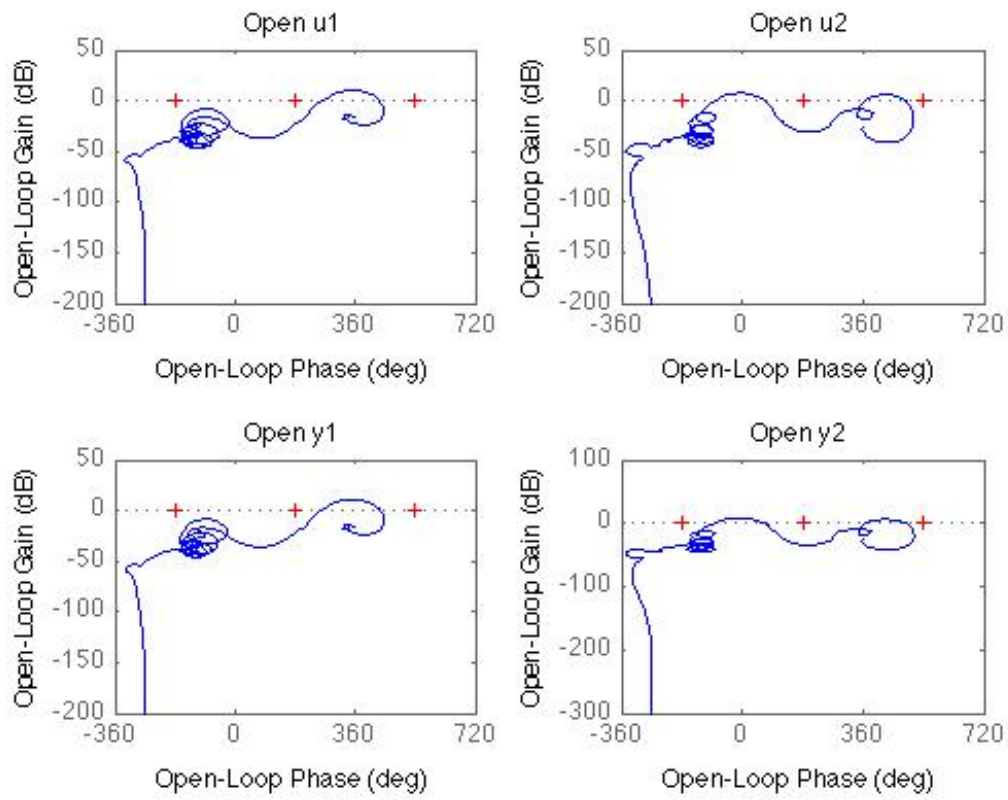 Open u1
Open-Loop Gain (dB)
50
0
-50
-100
-150
-200
-360 0 360 720
Open-Loop Phase (deg)
Open u2
Open-Loop Gain (dB)
50
0
-50
-100
-150
-200
-360 0 360 720
Open-Loop Phase (deg)
Open y1
Open-Loop Gain (dB)
50
0
-50
-100
-150
-200
-360 0 360 720
Open-Loop Phase (deg)
Open y2
Open-Loop Gain (dB)
100
0
-100
-200
-300
-360 0 360 720
Open-Loop Phase (deg)